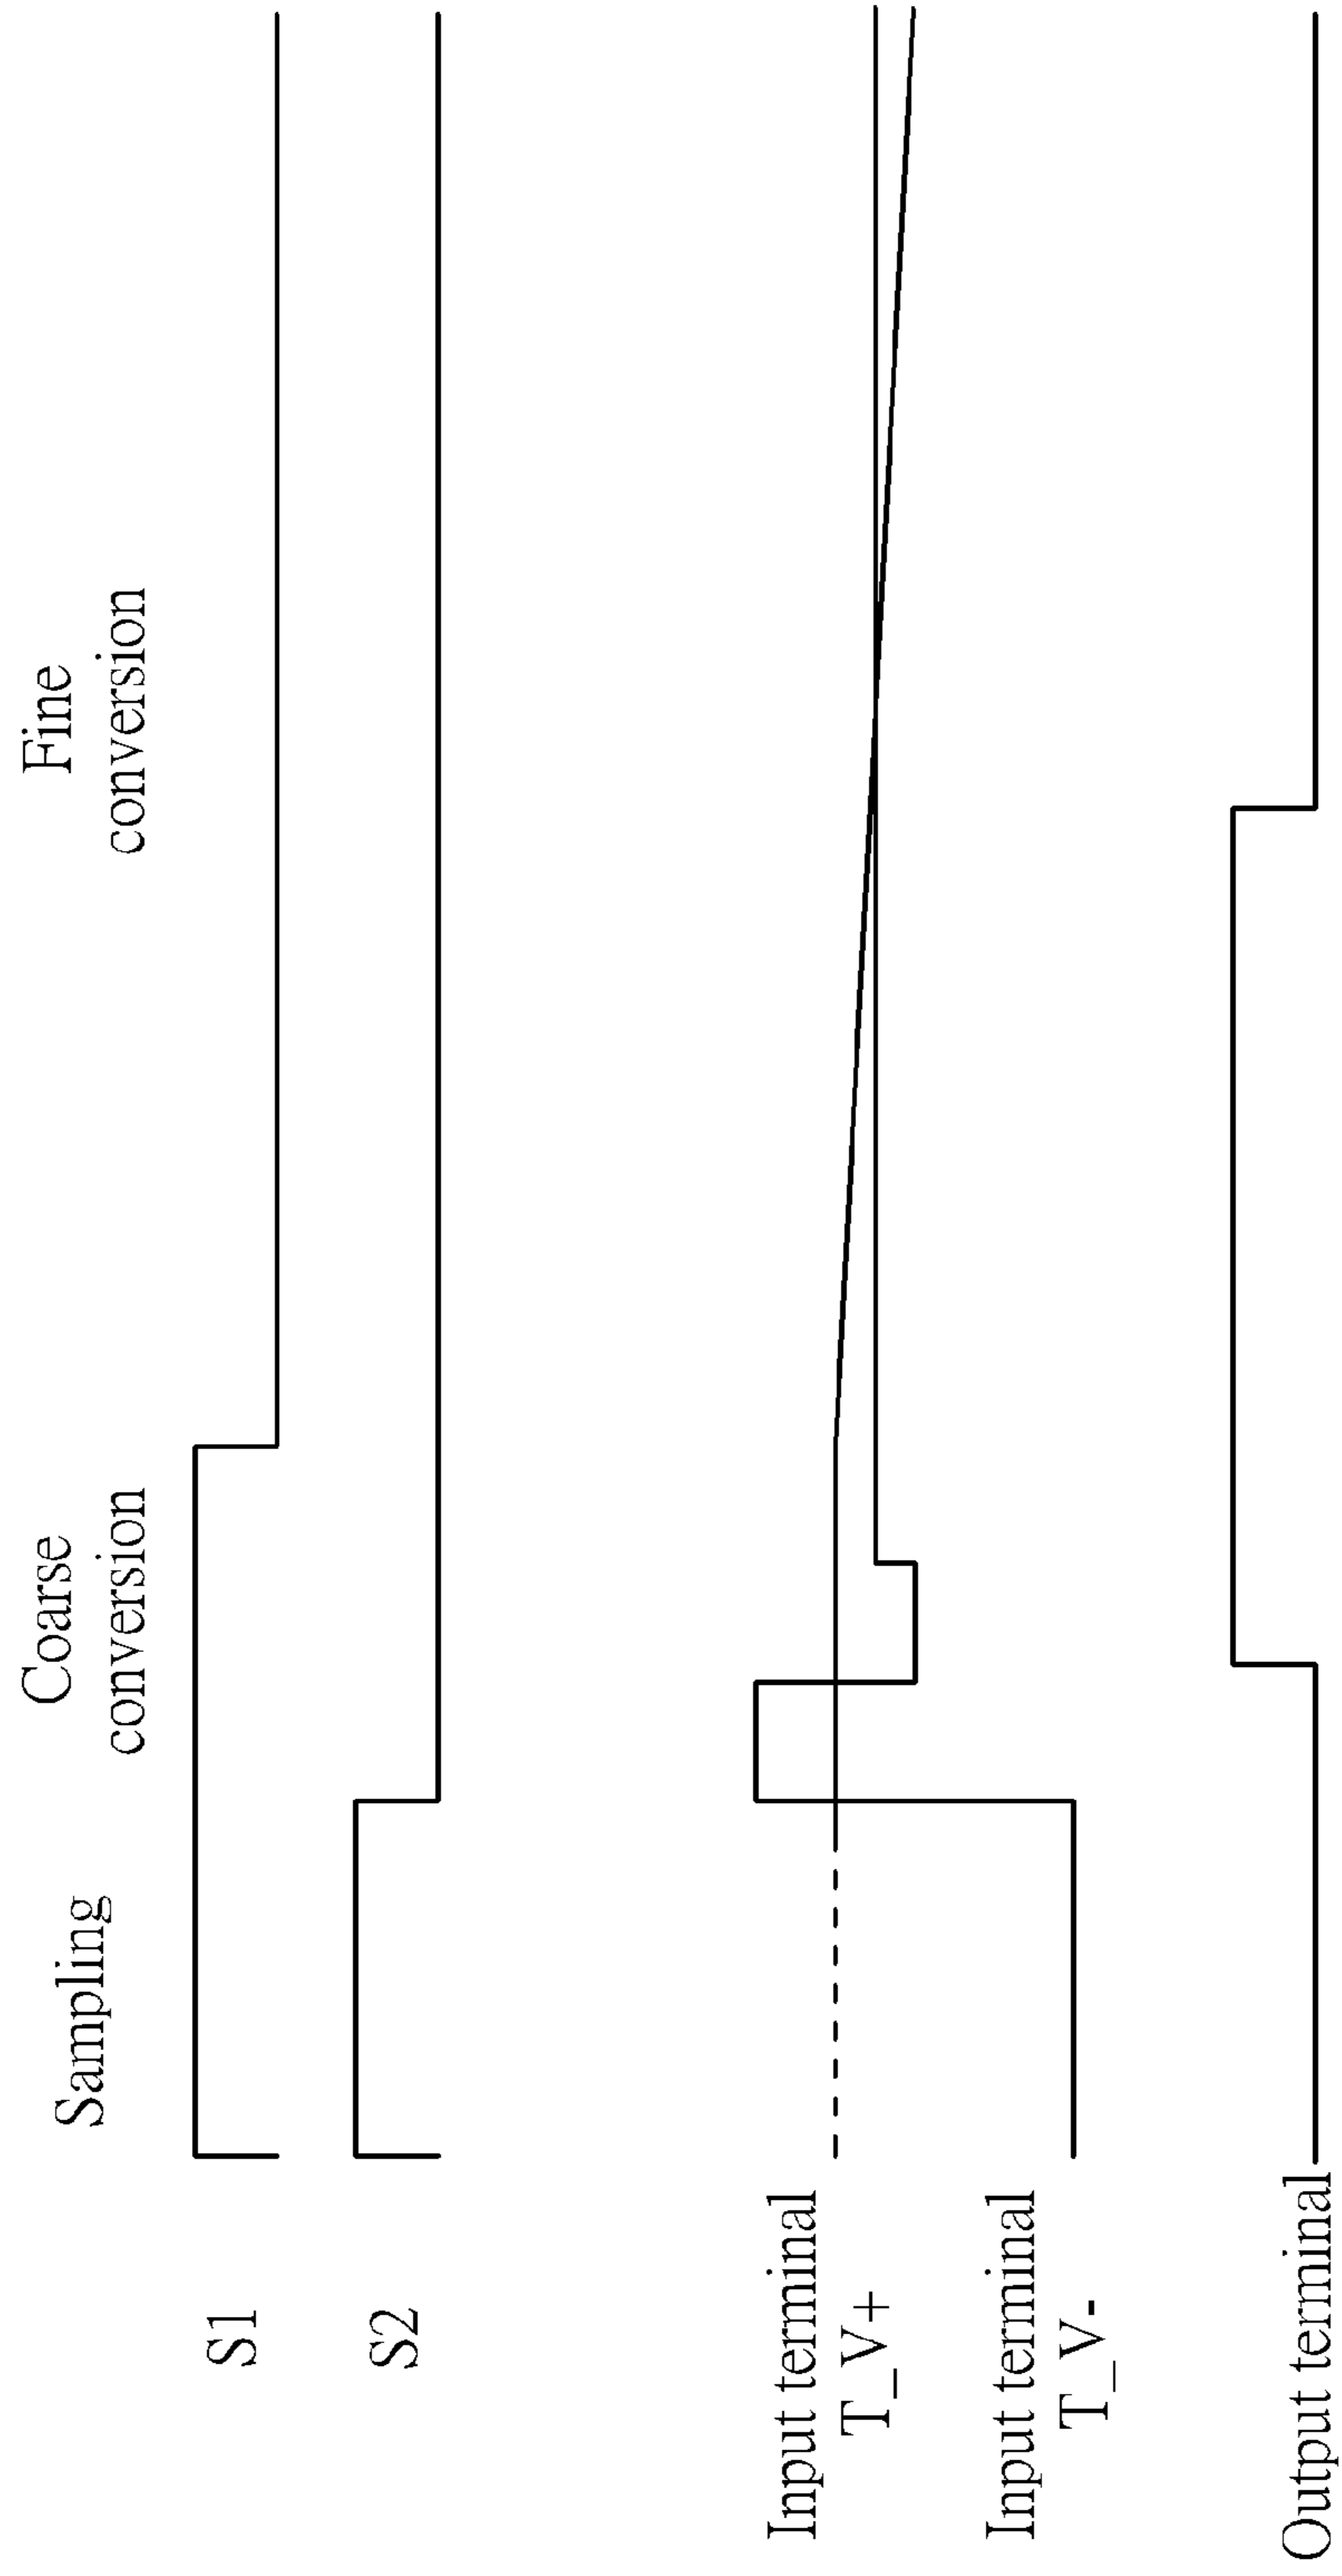 Sampling
Coarse
conversion
Fine
conversion
S1
S2
Input terminal
T_V+
Input terminal
T_V-
Output terminal